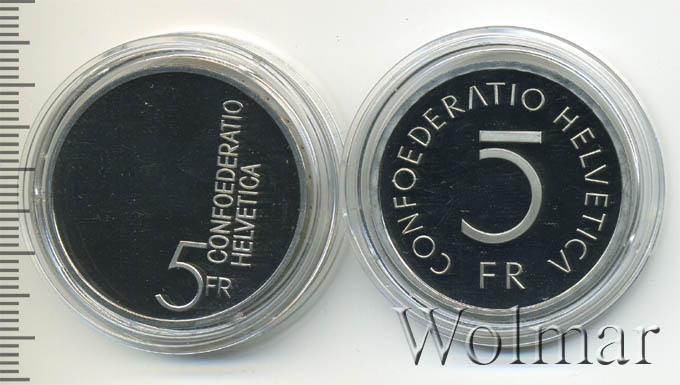 CONFOEDERATIO
HELVETICA
5 FR
CONFOEDERATIO HELVETICA
5
FR
Wolmar